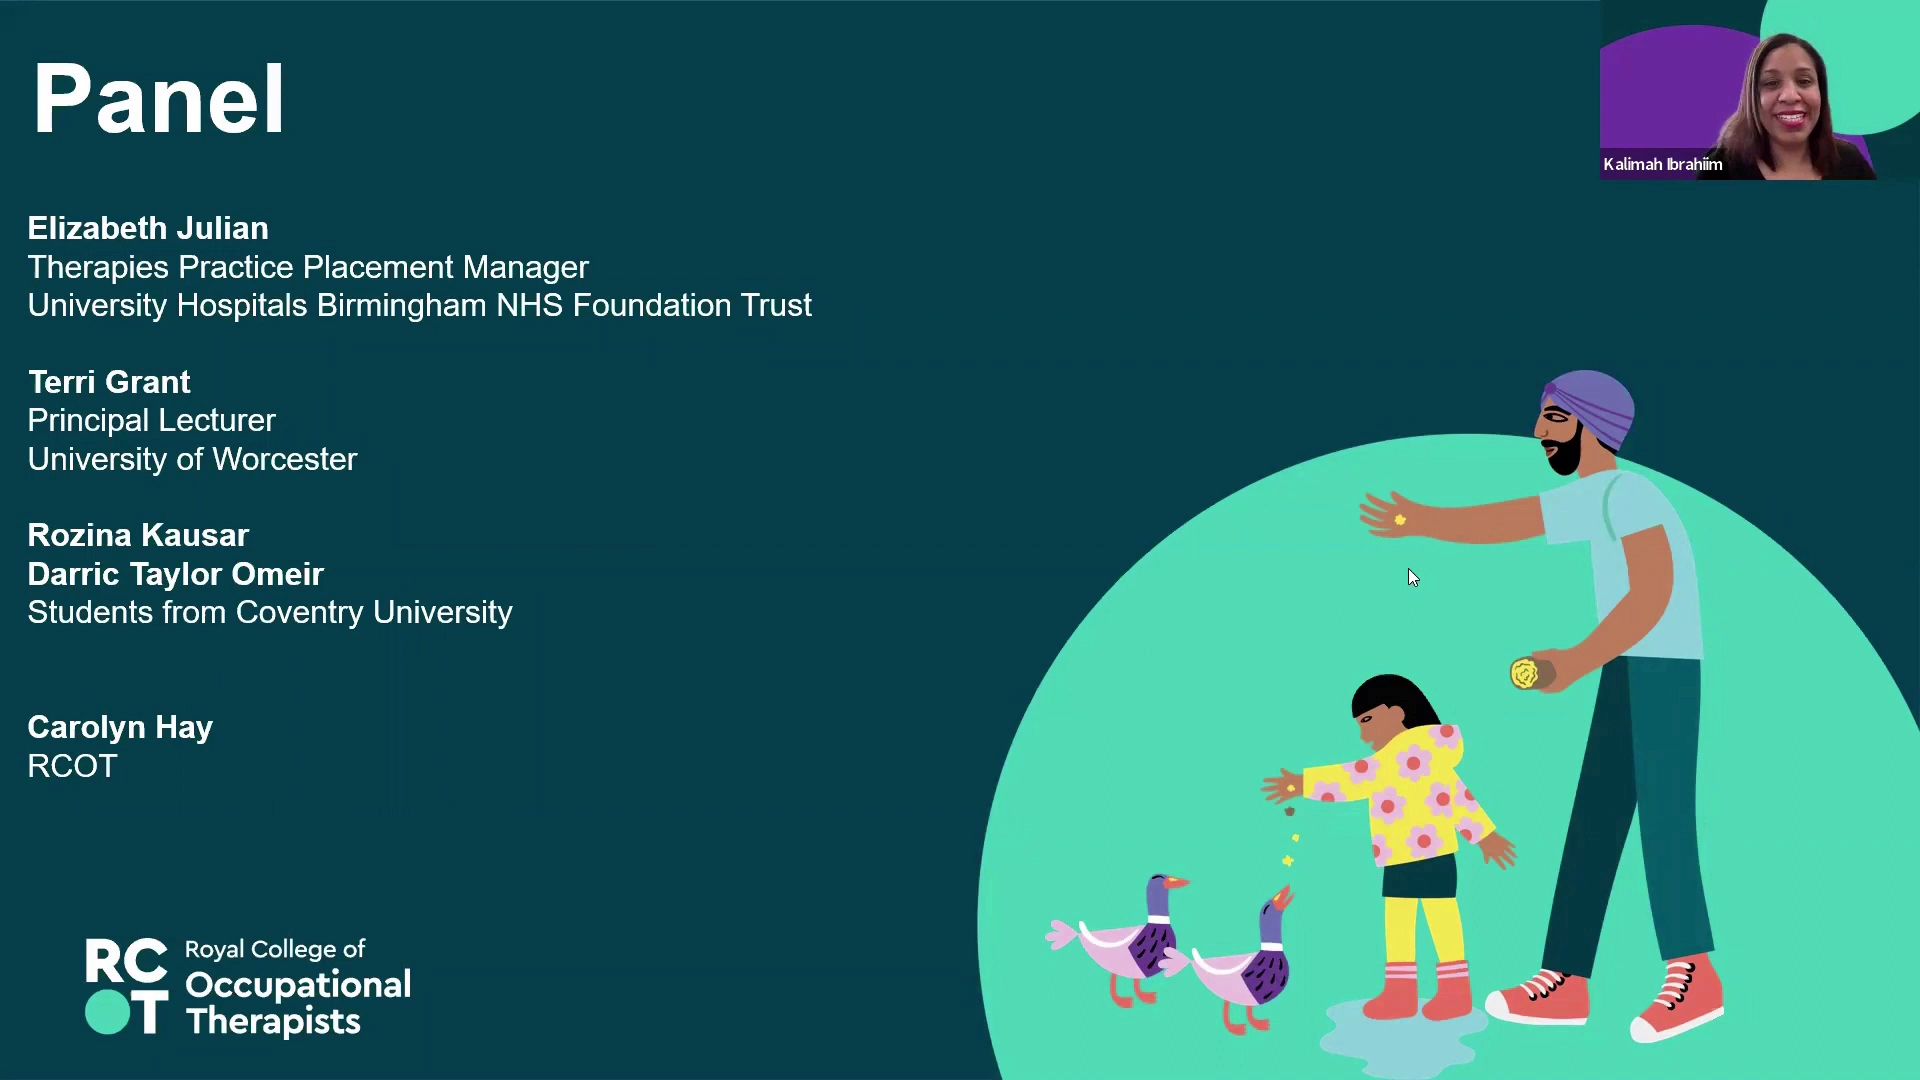 Panel
Kalimah Ibrahiim
Elizabeth Julian
Therapies Practice Placement Manager
University Hospitals Birmingham NHS Foundation Trust
Terri Grant
Principal Lecturer
University of Worcester
Rozina Kausar
Darric Taylor Omeir
Students from Coventry University
Carolyn Hay
RCOT
RC
OT
Royal College of
Occupational
Therapists